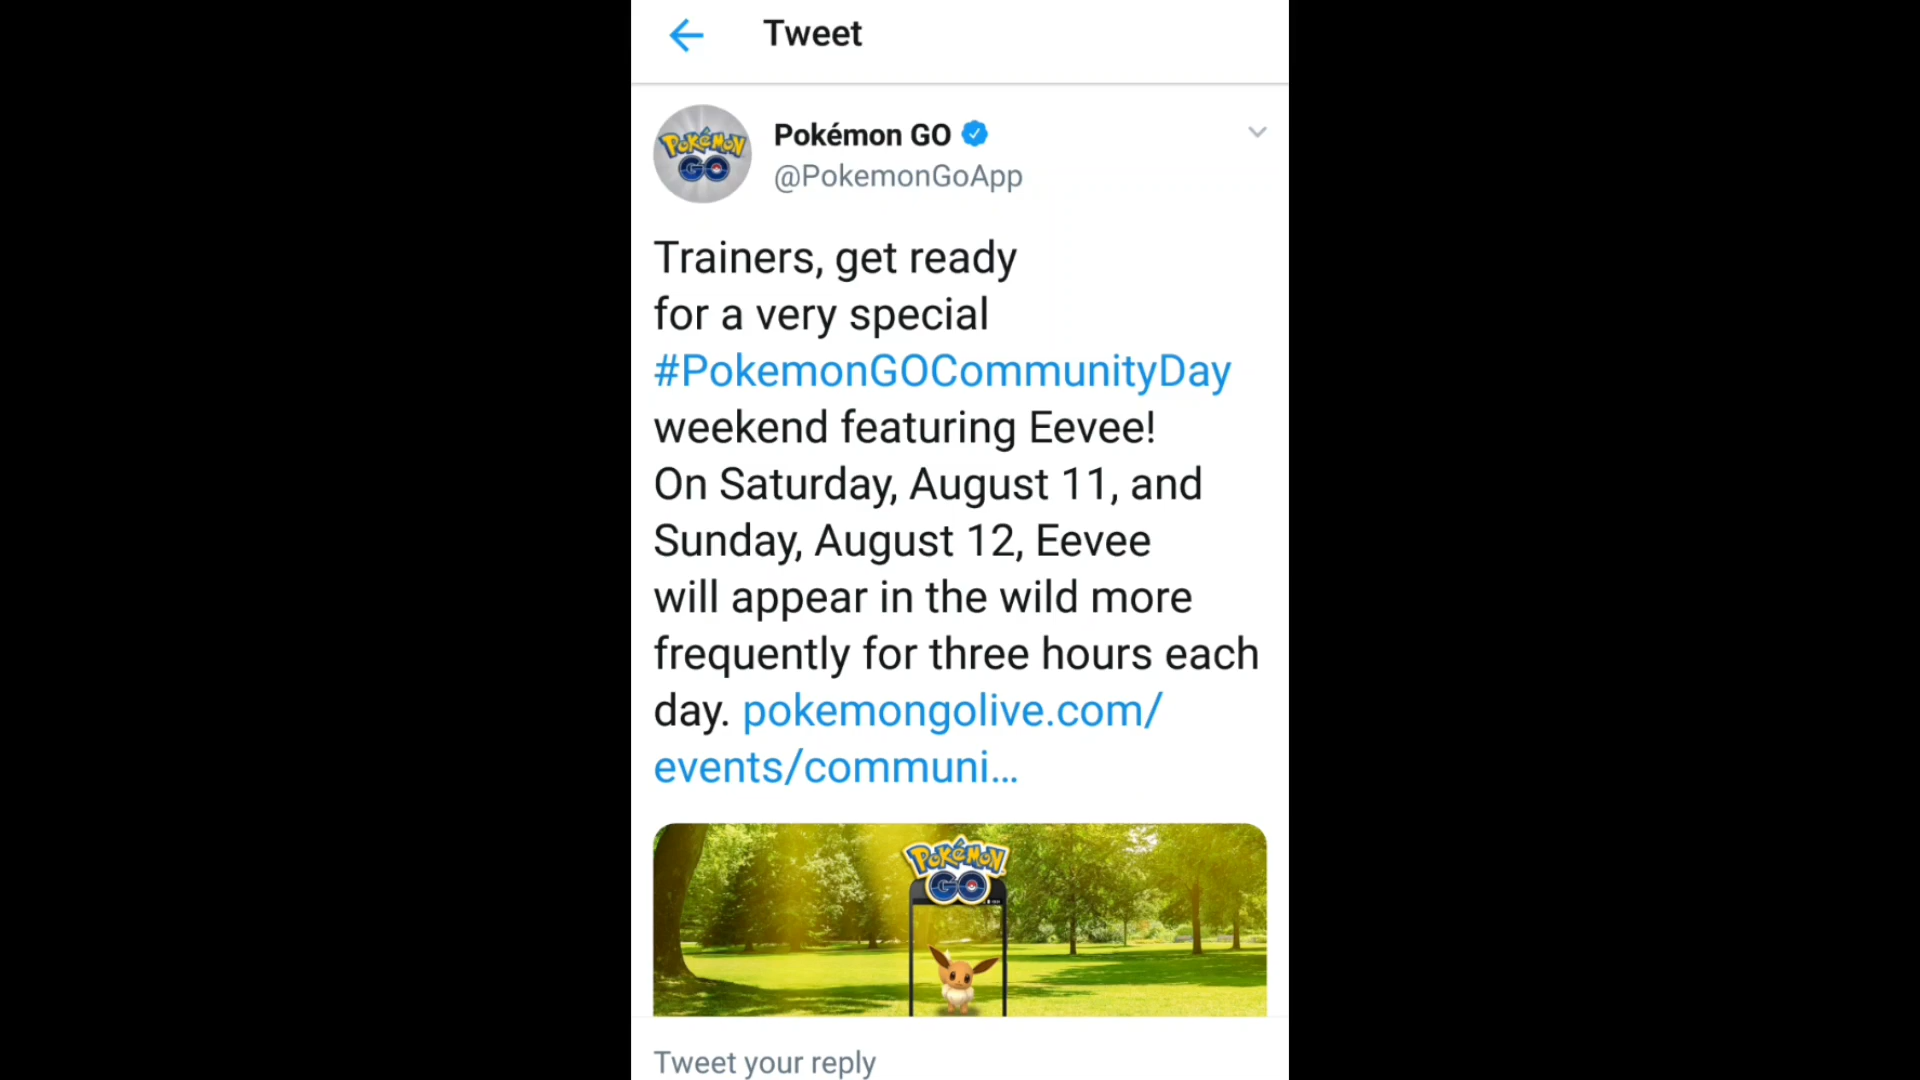 Tweet
POKÉMON GO
Pokémon GO
@PokemonGoApp
Trainers, get ready
for a very special
#PokemonGOCommunityDay
weekend featuring Eevee!
On Saturday, August 11, and
Sunday, August 12, Eevee
will appear in the wild more
frequently for three hours each
day. pokemongolive.com/
events/communi...
POKÉMON
GO
Tweet your reply